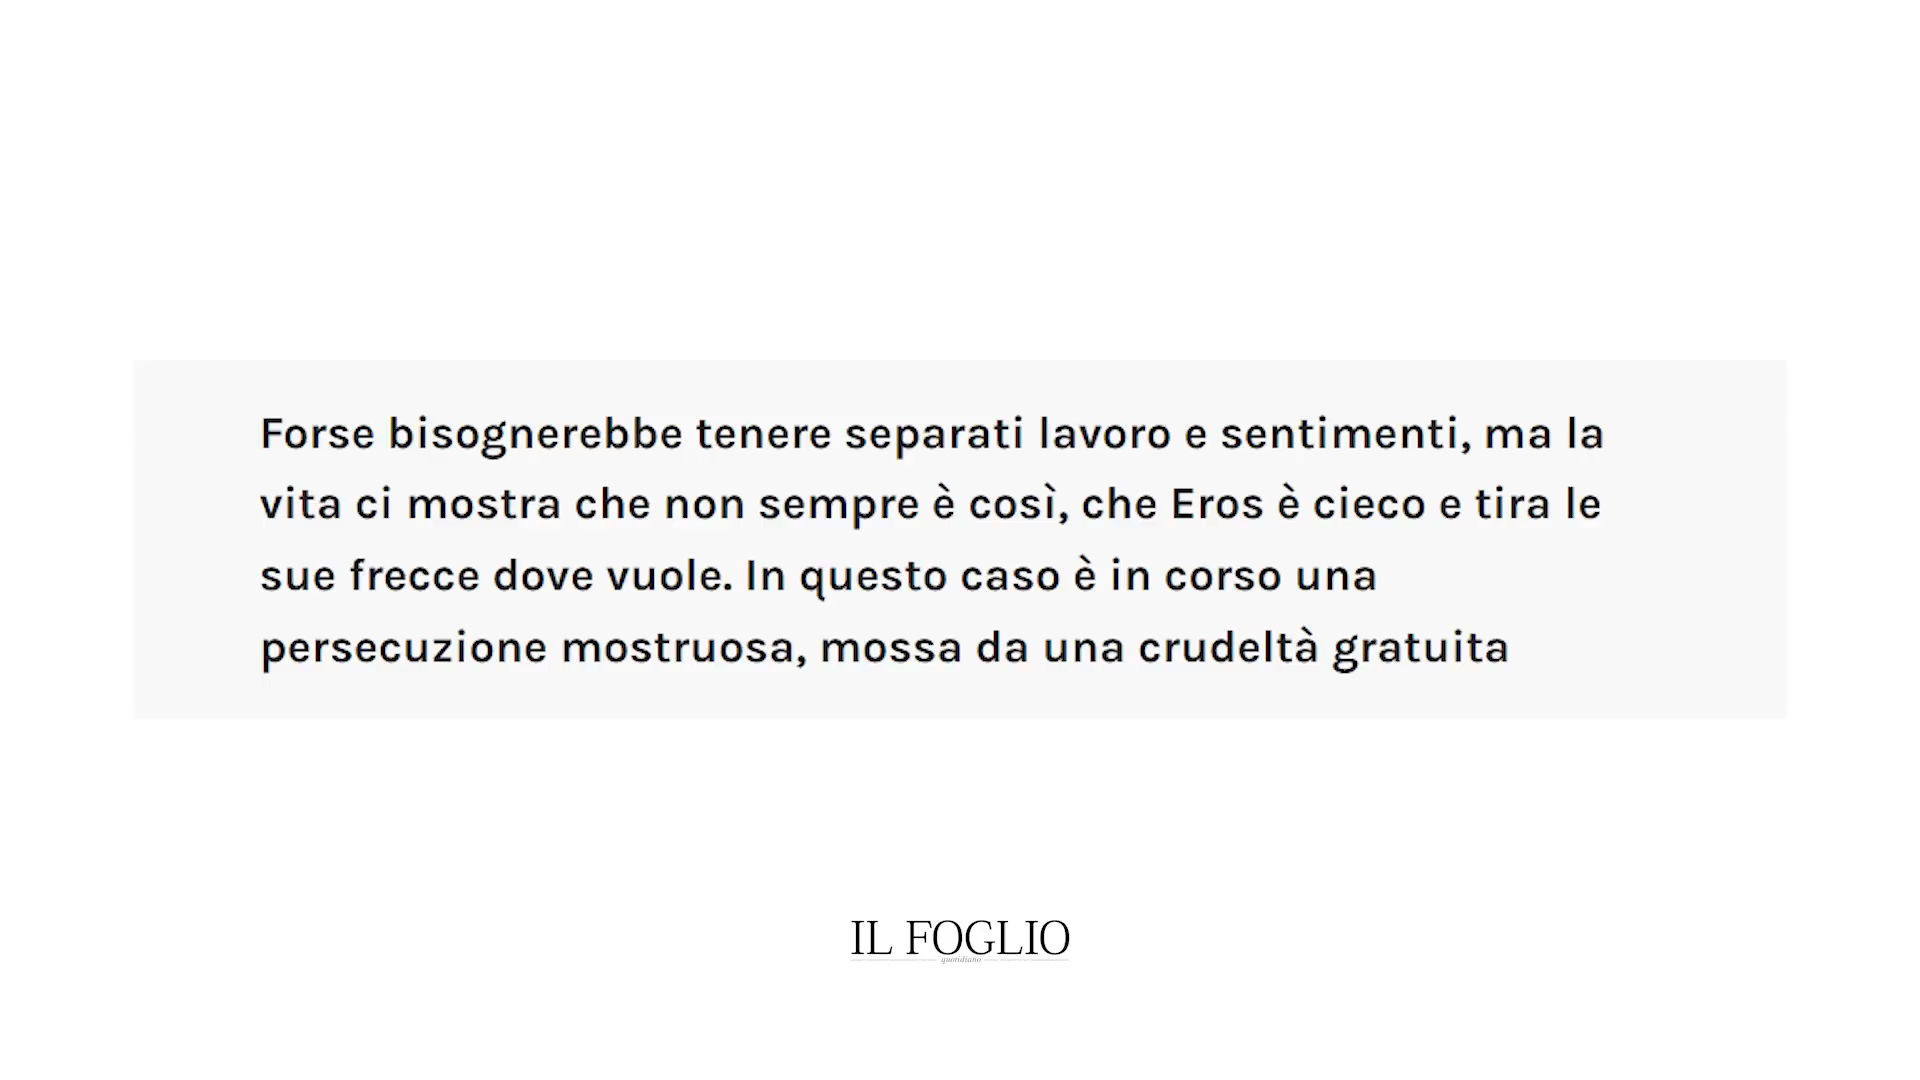 Forse bisognerebbe tenere separati lavoro e sentimenti, ma la
vita ci mostra che non sempre è così, che Eros è cieco e tira le
sue frecce dove vuole. In questo caso è in corso una
persecuzione mostruosa, mossa da una crudeltà gratuita
IL FOGLIO
quotidiano